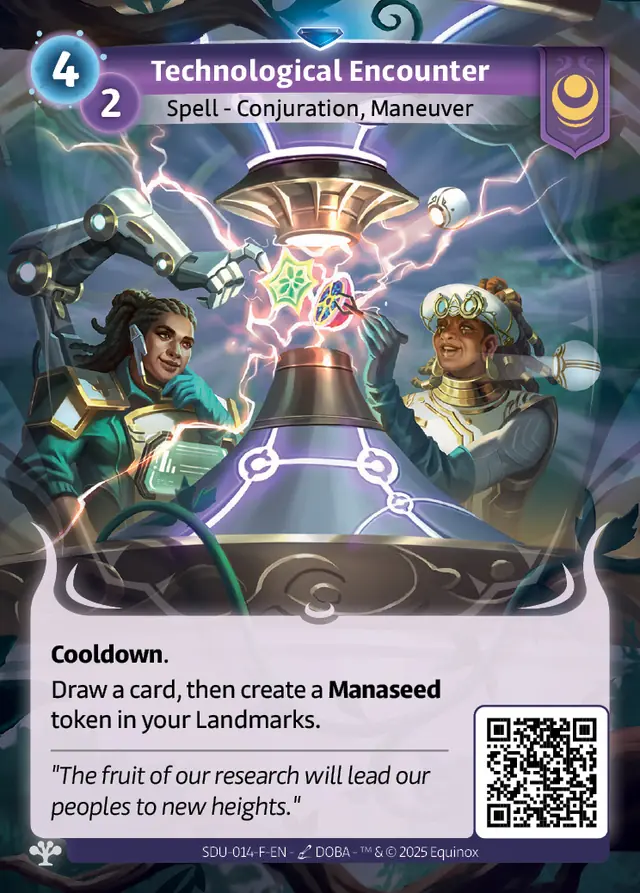 4
Technological Encounter
2
Spell - Conjuration, Maneuver
Cooldown.
Draw a card, then create a Manaseed
token in your Landmarks.
"The fruit of our research will lead our
peoples to new heights."
SDU-014-F-EN - DOBA - ™ & © 2025 Equinox